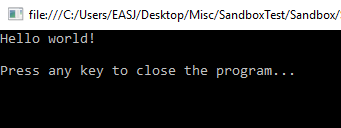 file:///C:/Users/EASJ/Desktop/Misc/SandboxTest/Sandbox/
Hello world!
Press any key to close the program...